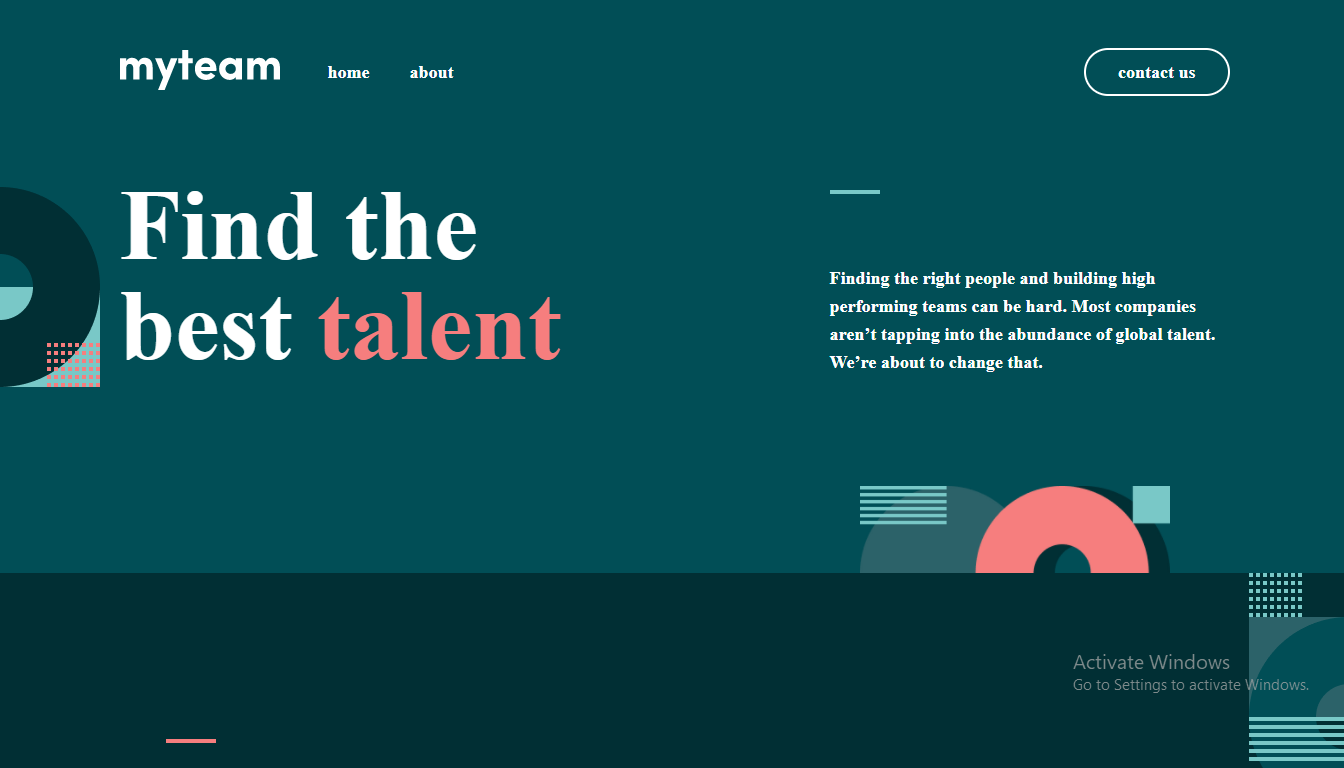 myteam home about contact us
Find the
best talent
Finding the right people and building high
performing teams can be hard. Most companies
aren’t tapping into the abundance of global talent.
We’re about to change that.
Activate Windows
Go to Settings to activate Windows.